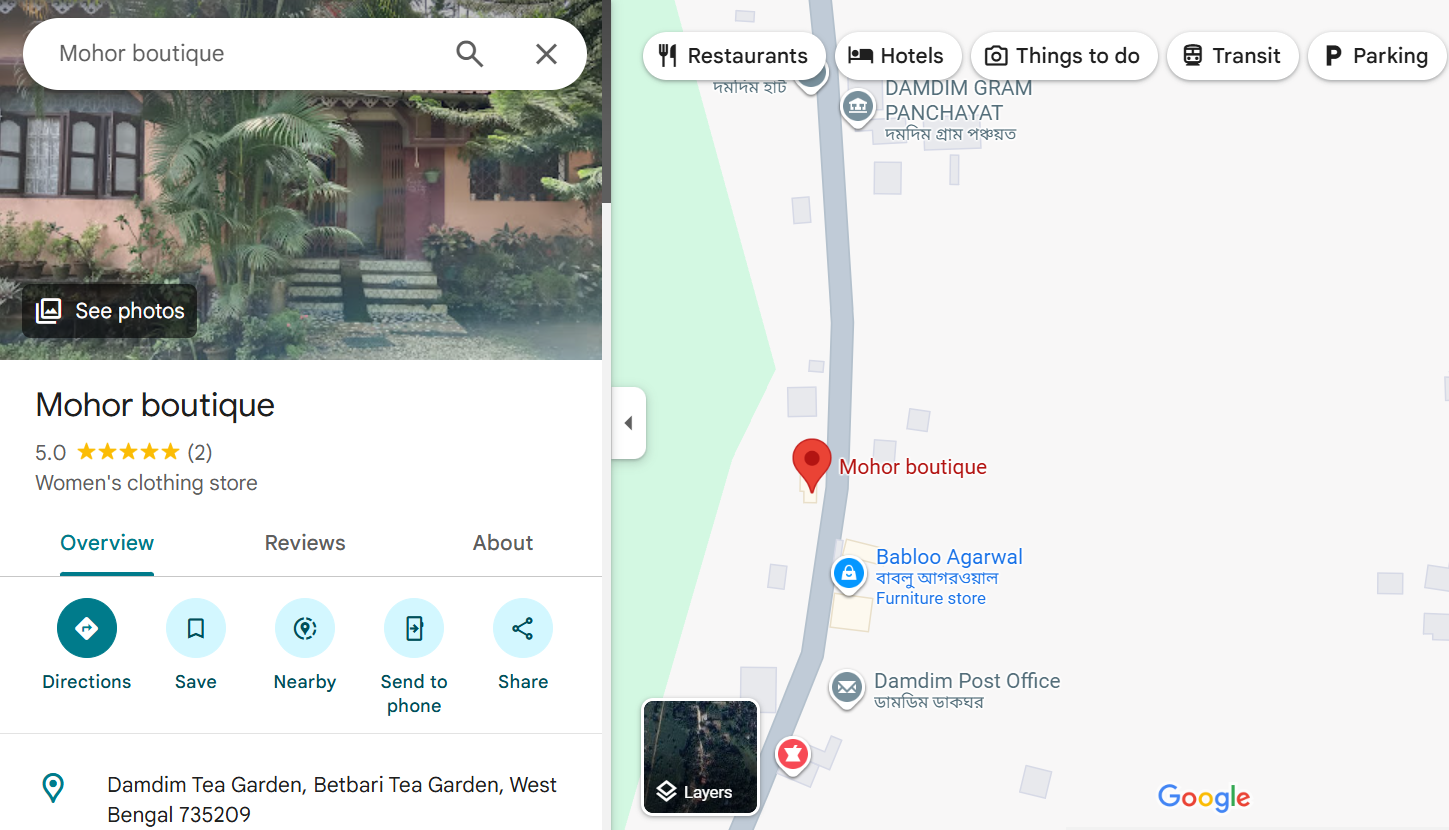 Mohor boutique
See photos
Mohor boutique
5.0 (2)
Women's clothing store
Overview
Reviews
About
Directions
Save
Nearby
Send to
phone
Share
Damdim Tea Garden, Betbari Tea Garden, West
Bengal 735209
Restaurants
Hotels
Things to do
Transit
Parking
দমদিম হাট
DAMDIM GRAM
PANCHAYAT
দমদিম গ্রাম পঞ্চয়ত
Mohor boutique
Babloo Agarwal
বাবলু আগরওয়াল
Furniture store
Damdim Post Office
ডামডিম ডাকঘর
Layers
Google